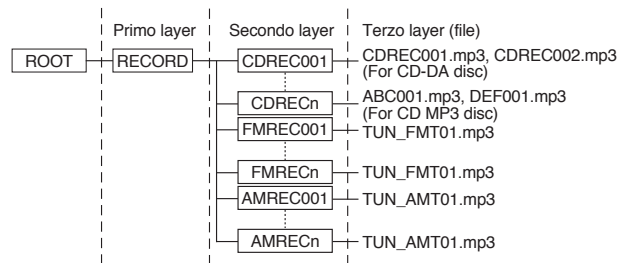 Primo layer Secondo layer Terzo layer (file)
ROOT RECORD CDREC001 CDREC001.mp3, CDREC002.mp3
(For CD-DA disc)
CDRECn ABC001.mp3, DEF001.mp3
(For CD MP3 disc)
FMREC001 TUN_FMT01.mp3
FMRECn TUN_FMT01.mp3
AMREC001 TUN_AMT01.mp3
AMRECn TUN_AMT01.mp3